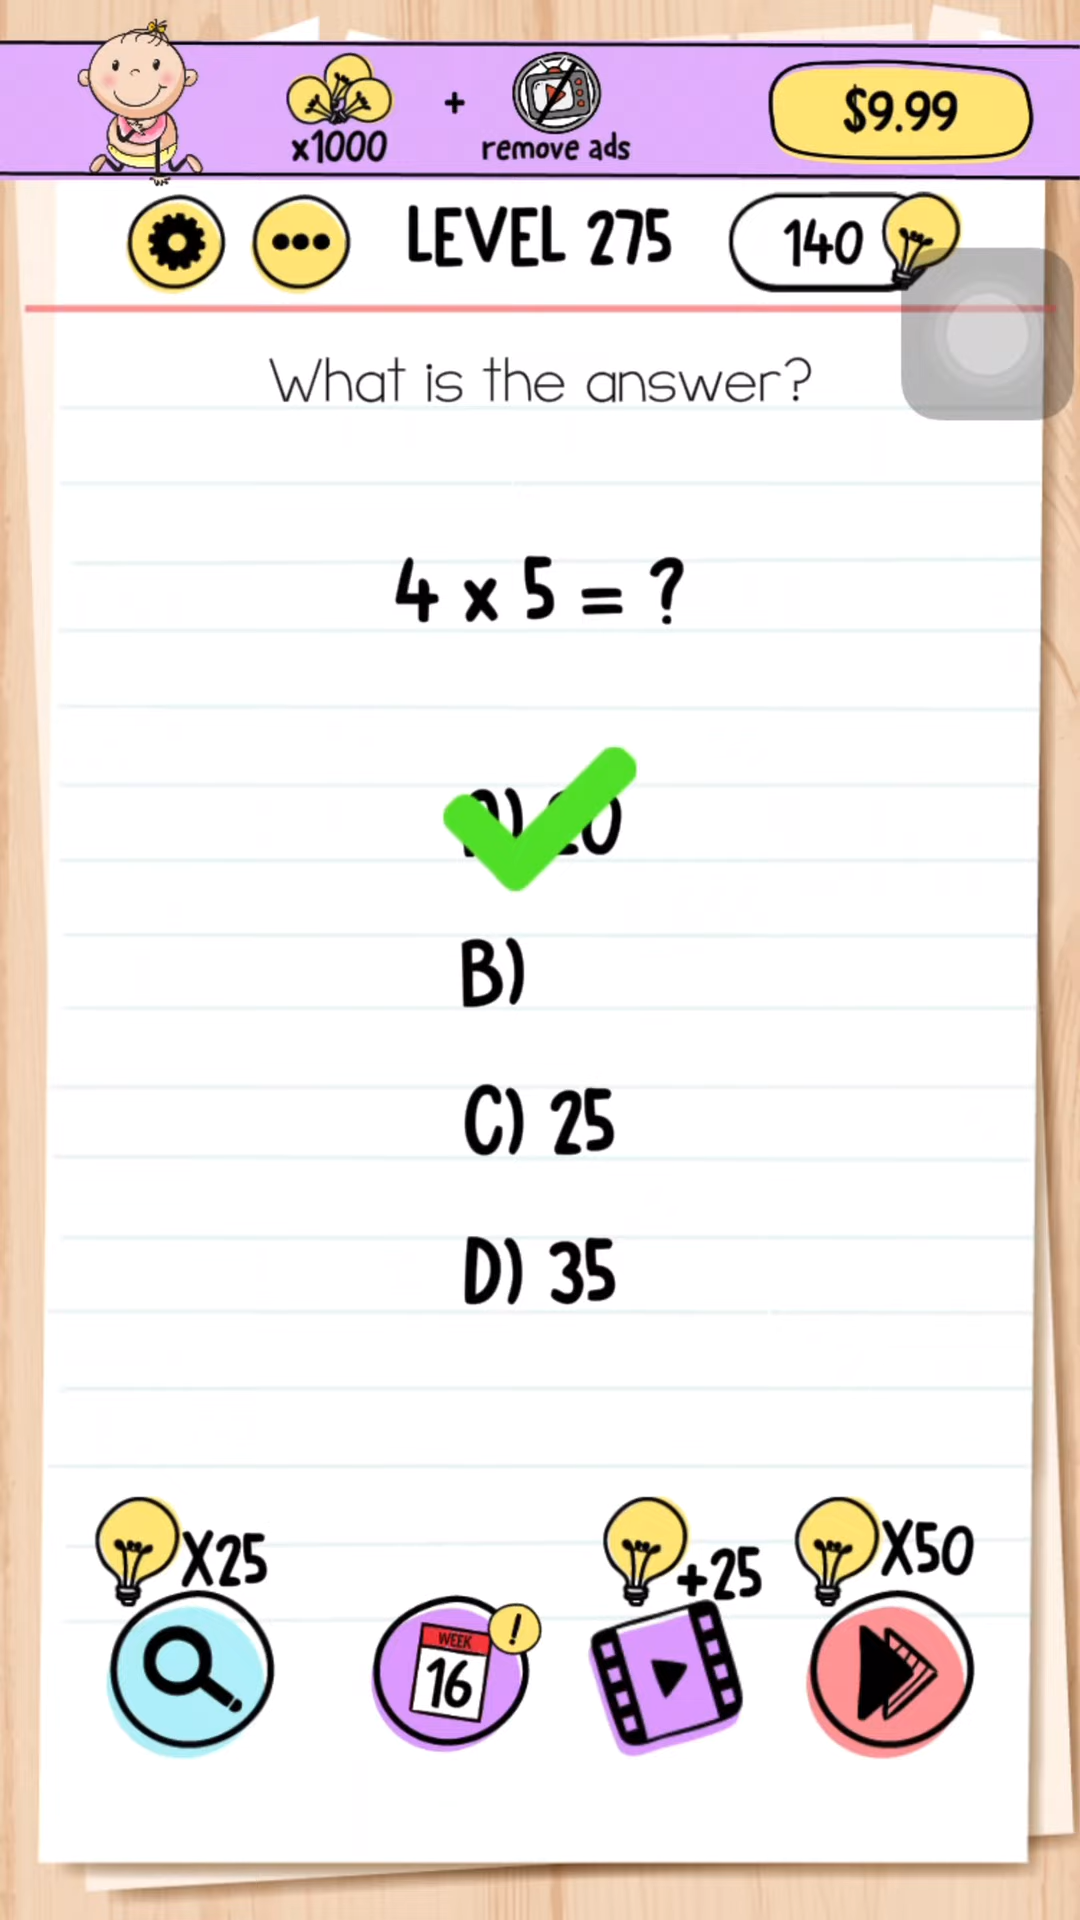 x1000 + remove ads $9.99
LEVEL 275 140
What is the answer?
4 x 5 = ?
B)
C) 25
D) 35
X25 +25 X50
WEEK !
16